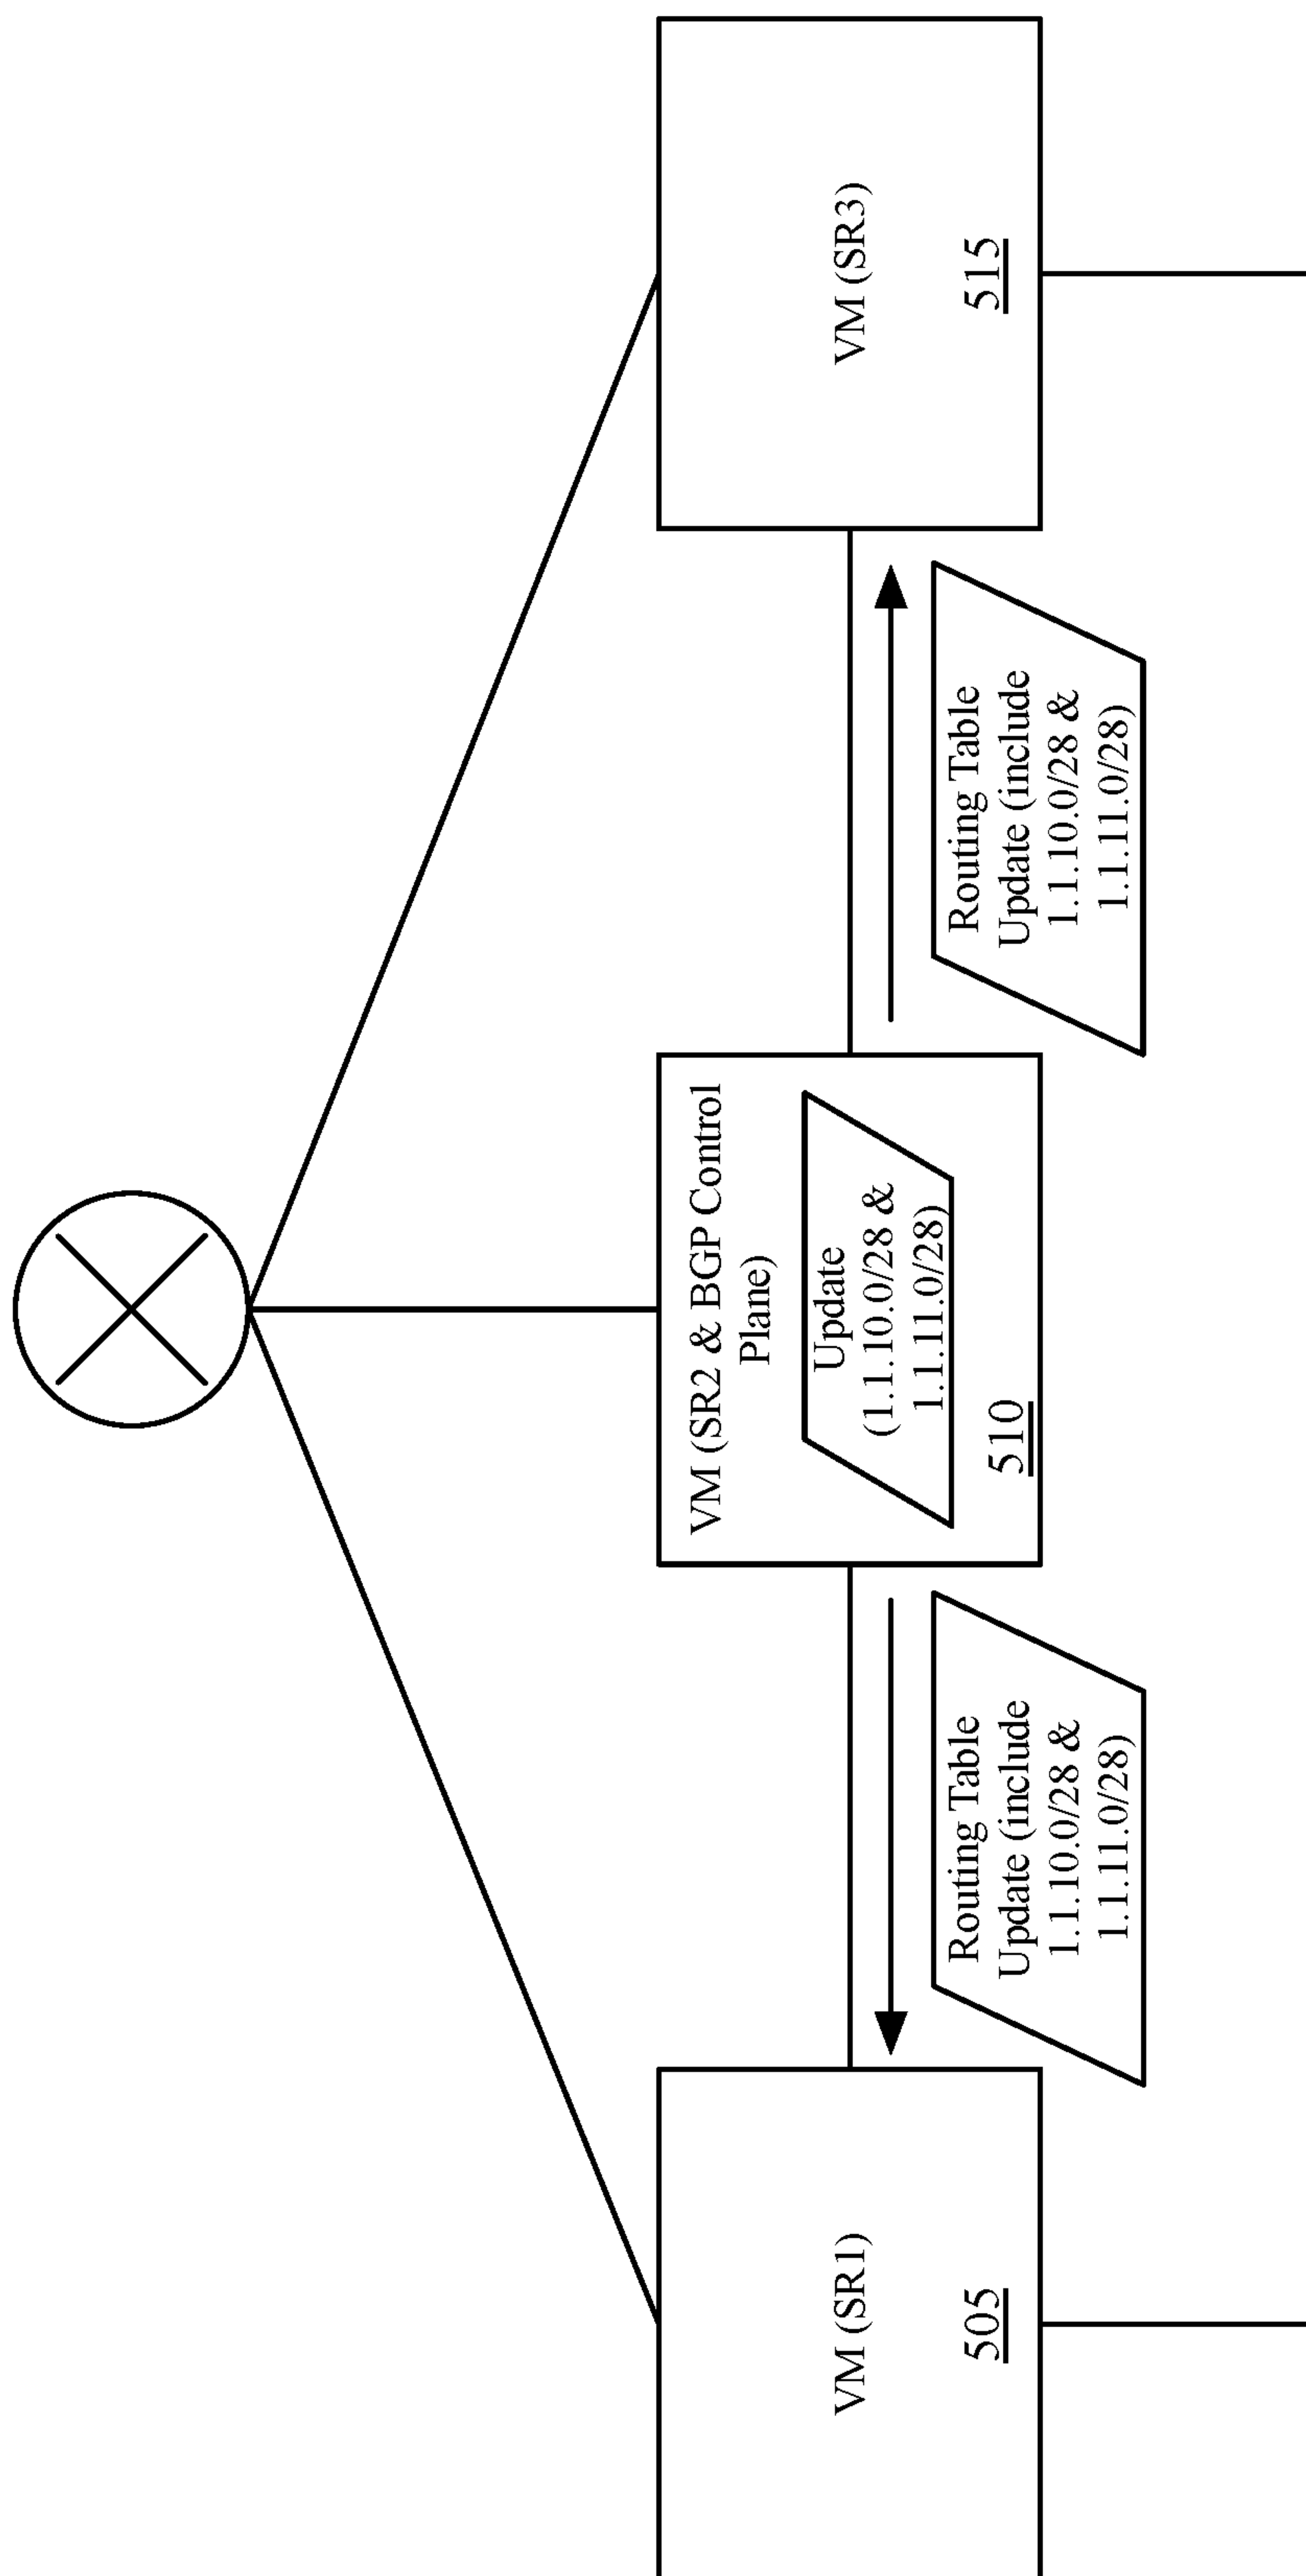 VM (SR1)
505
Routing Table
Update (include
1.1.10.0/28 &
1.1.11.0/28)
VM (SR2 & BGP Control
Plane)
Update
(1.1.10.0/28 &
1.1.11.0/28)
510
Routing Table
Update (include
1.1.10.0/28 &
1.1.11.0/28)
VM (SR3)
515